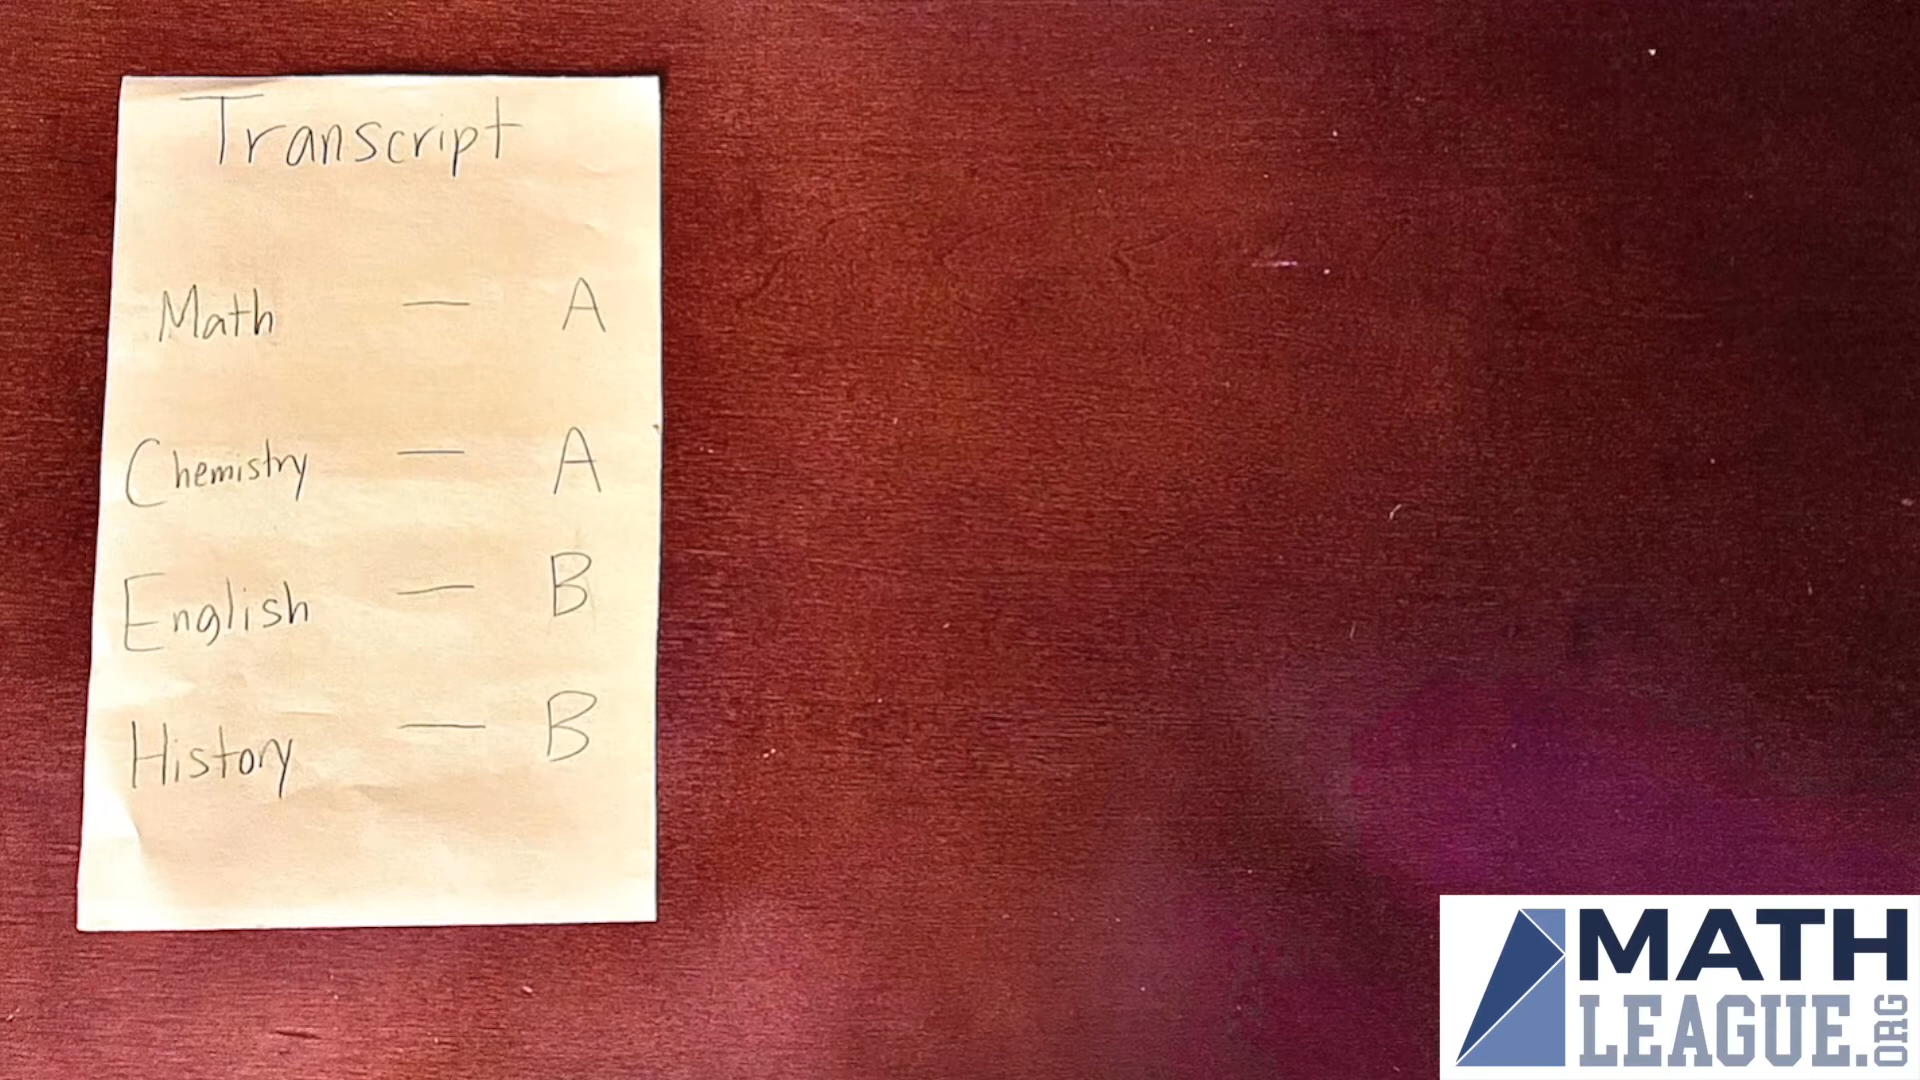 Transcript
Math — A
Chemistry — A
English — B
History — B
MATH
LEAGUE.ORG